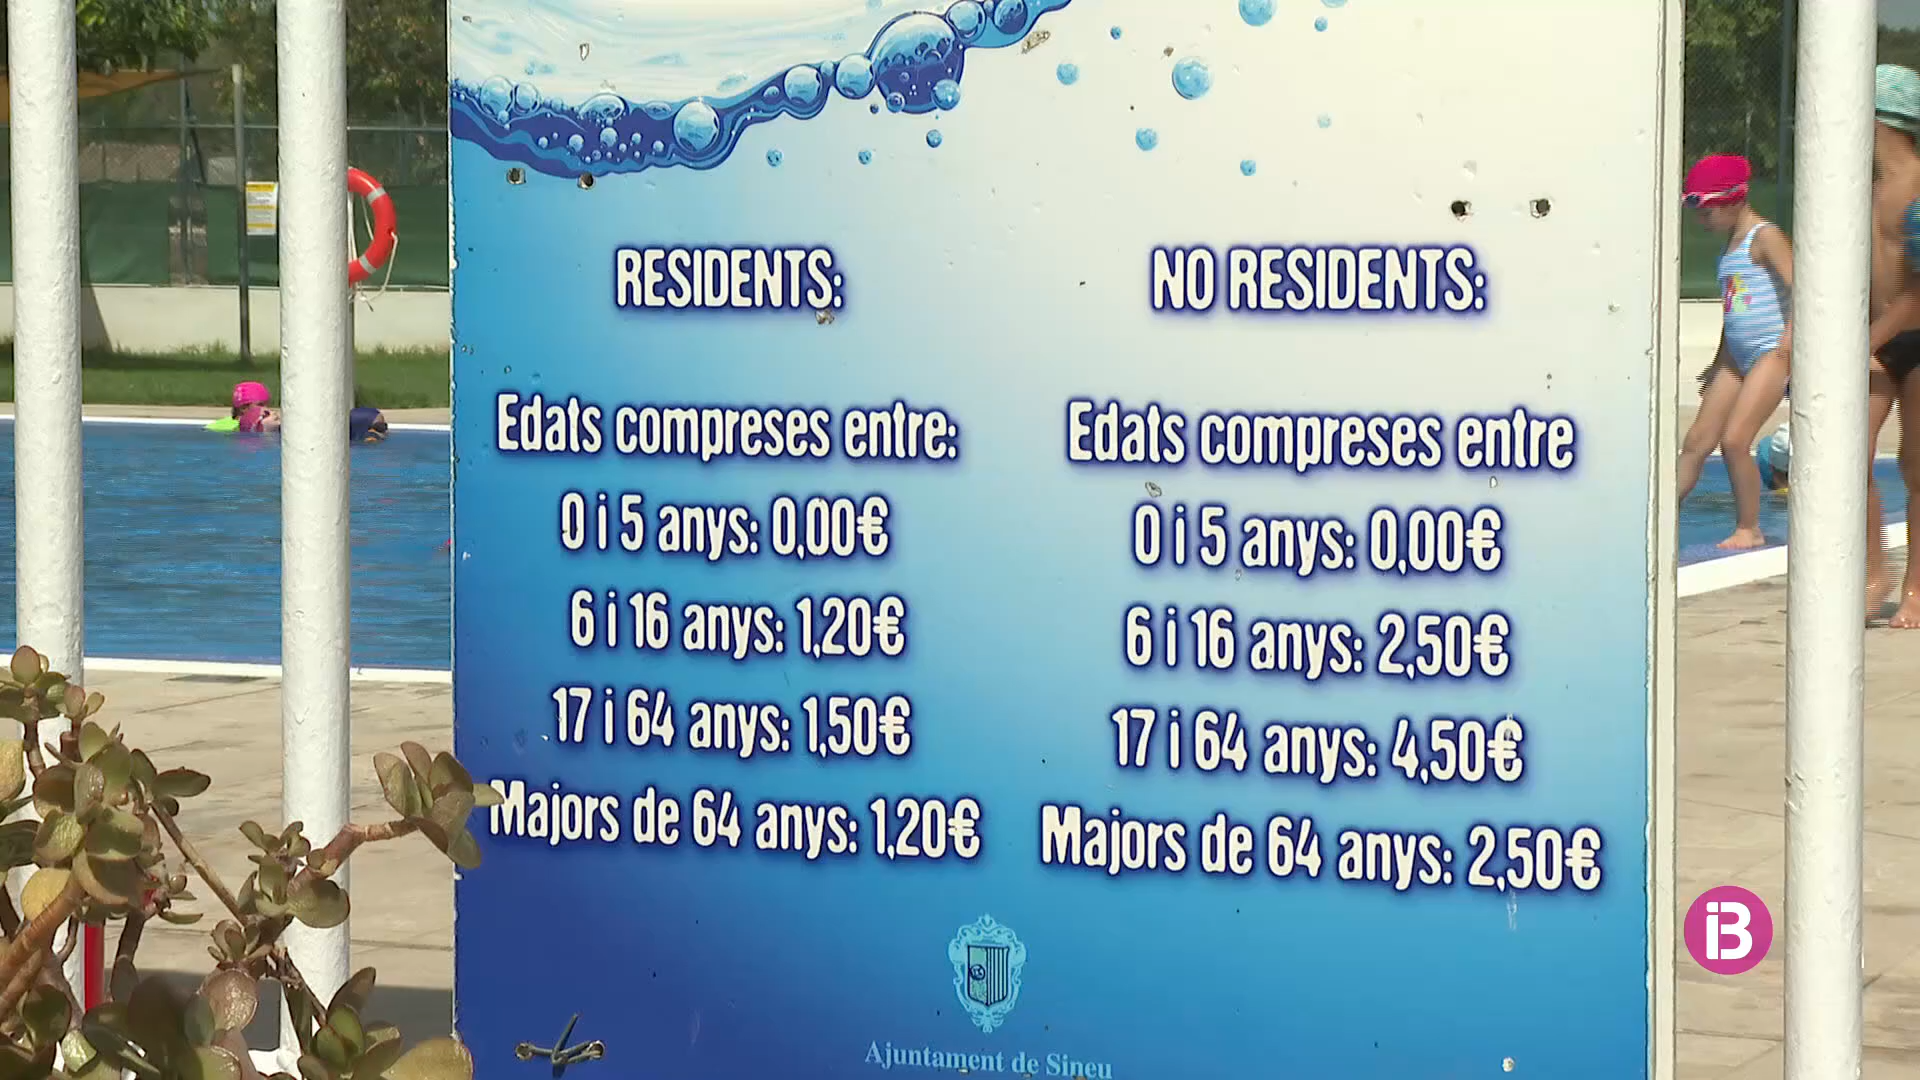 RESIDENTS:
Edats compreses entre:
0 i 5 anys: 0,00€
6 i 16 anys: 1,20€
17 i 64 anys: 1,50€
Majors de 64 anys: 1,20€
NO RESIDENTS:
Edats compreses entre
0 i 5 anys: 0,00€
6 i 16 anys: 2,50€
17 i 64 anys: 4,50€
Majors de 64 anys: 2,50€
Ajuntament de Sineu
iB